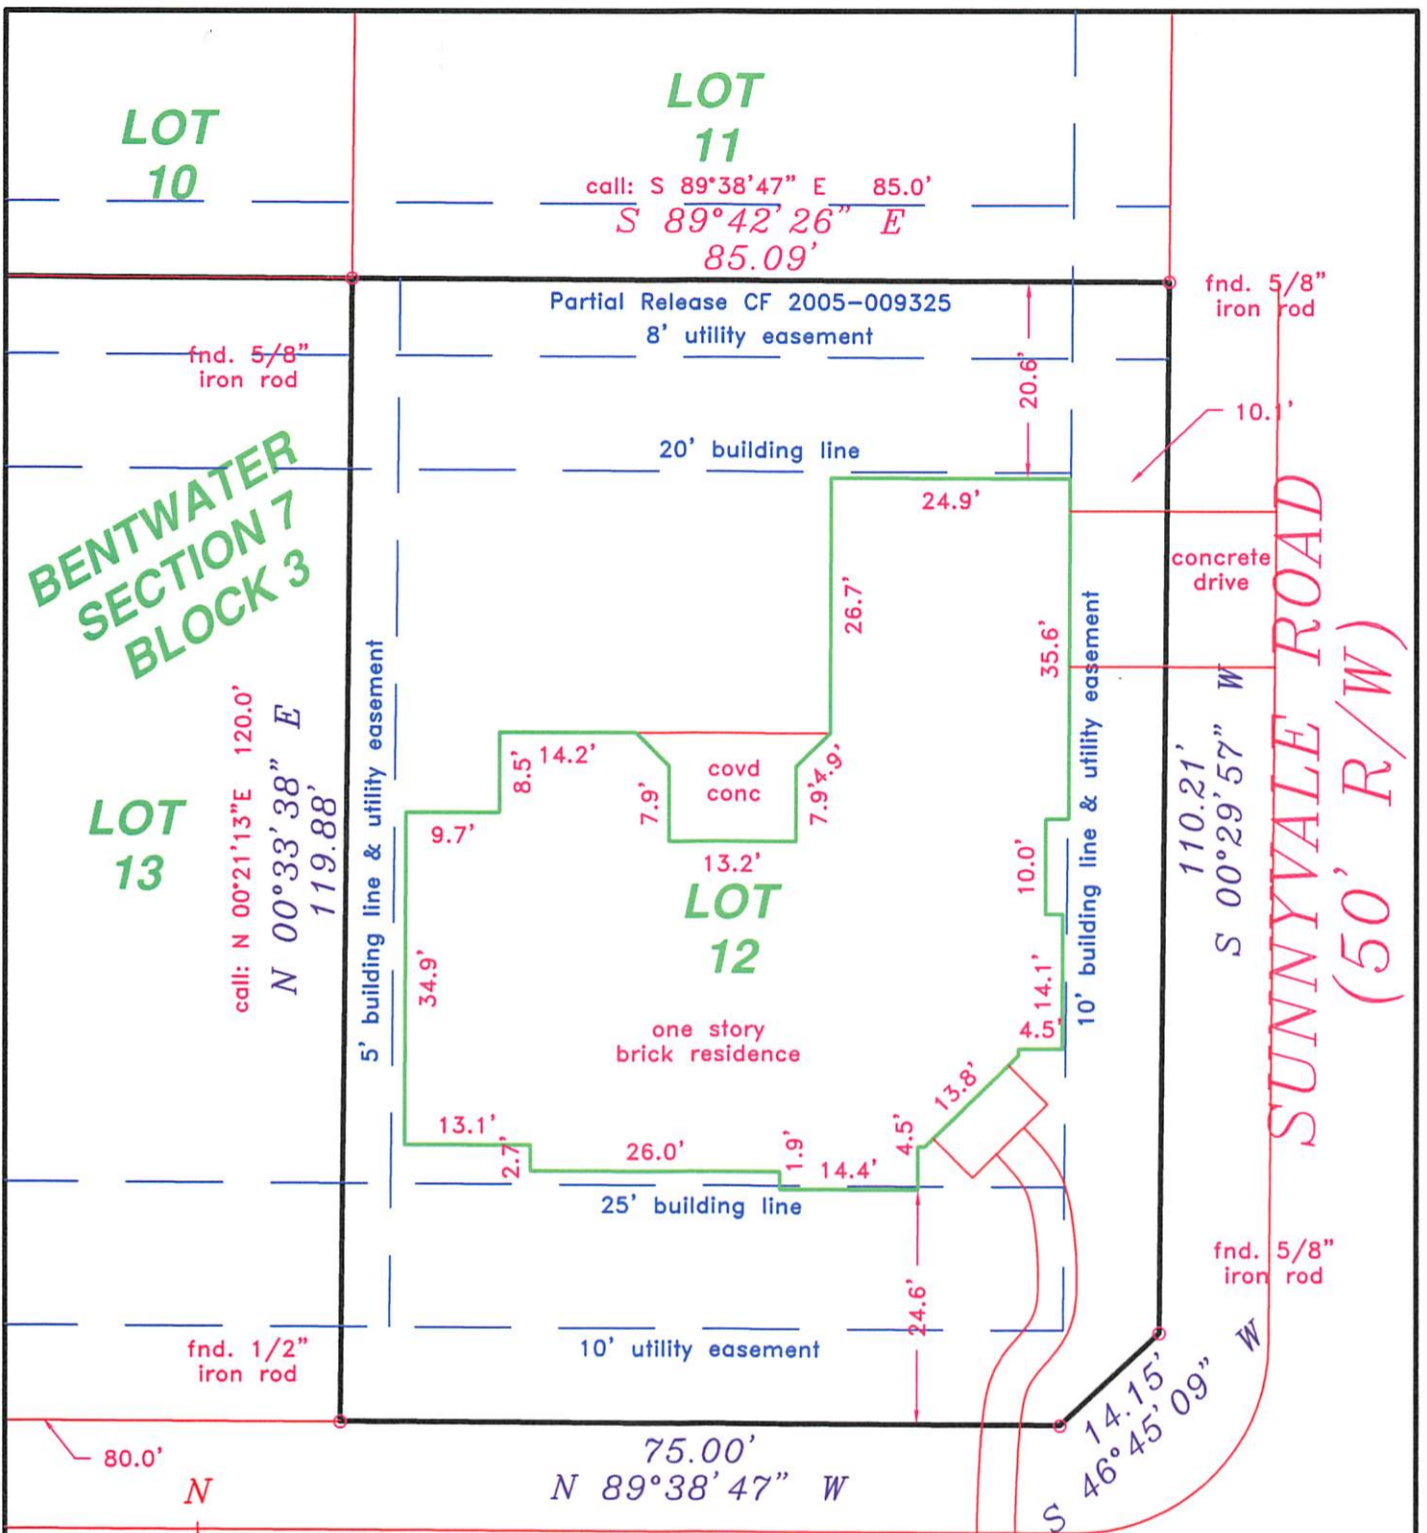 LOT
10
LOT
11
call: S 89°38'47" E 85.0'
S 89°42'26" E
85.09'
Partial Release CF 2005-009325
8' utility easement
fnd. 5/8"
iron rod
fnd. 5/8"
iron rod
20.6'
10.1'
20' building line
24.9'
BENTWATER
SECTION 7
BLOCK 3
concrete
drive
26.7'
35.6'
SUNNYVALE ROAD
(50' R/W)
5' building line & utility easement
10' building line & utility easement
110.21'
S 00°29'57" W
call: N 00°21'13"E 120.0'
N 00°33'38" E
119.88'
8.5'
14.2'
covd
conc
7.9'
7.9'
4.9'
9.7'
13.2'
10.0'
LOT
13
LOT
12
34.9'
14.1'
4.5'
one story
brick residence
13.8'
13.1'
2.7'
26.0'
1.9'
14.4'
4.5'
25' building line
24.6'
fnd. 5/8"
iron rod
fnd. 1/2"
iron rod
10' utility easement
14.15'
S 46°45'09" W
80.0'
75.00'
N 89°38'47" W
N